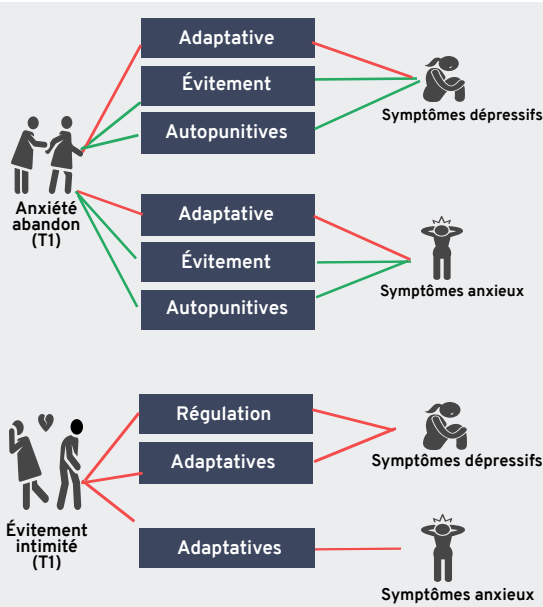 Adaptative
Évitement
Autopunitives
Symptômes dépressifs
Anxiété
abandon
(T1)
Adaptative
Évitement
Autopunitives
Symptômes anxieux
Régulation
Adaptatives
Symptômes dépressifs
Évitement
intimité
(T1)
Adaptatives
Symptômes anxieux